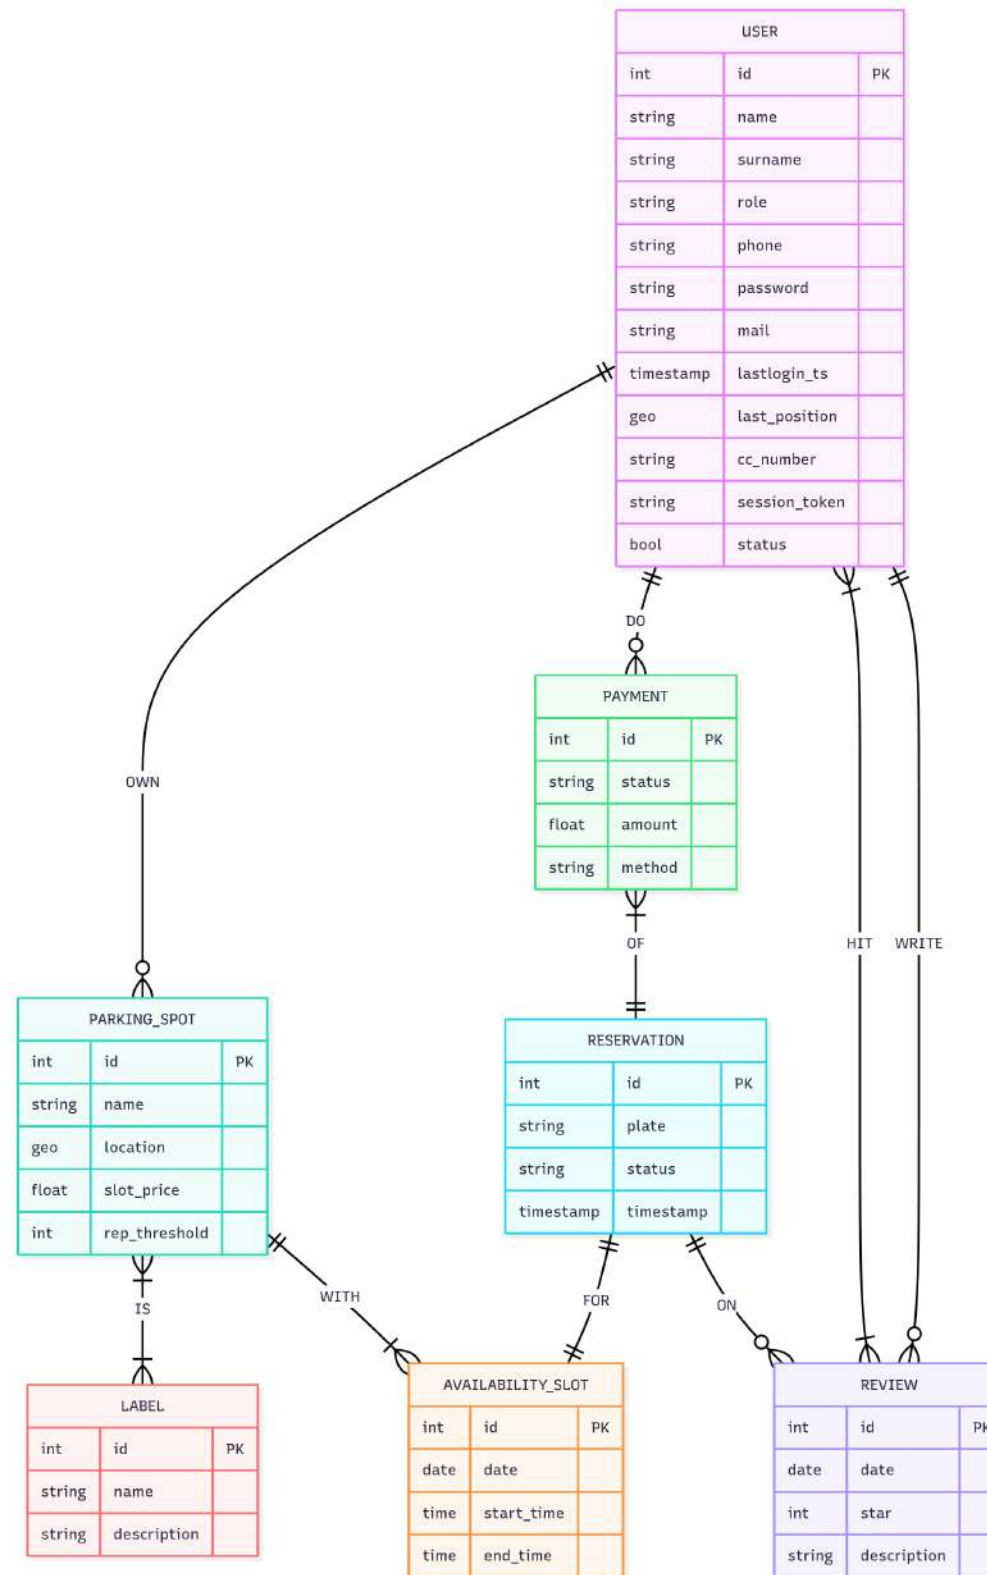 USER
int id PK
string name
string surname
string role
string phone
string password
string mail
timestamp lastlogin_ts
geo last_position
string cc_number
string session_token
bool status
DO
PAYMENT
int id PK
string status
float amount
string method
OWN
OF
HIT
WRITE
PARKING_SPOT
int id PK
string name
geo location
float slot_price
int rep_threshold
RESERVATION
int id PK
string plate
string status
timestamp timestamp
IS
WITH
FOR
ON
LABEL
int id PK
string name
string description
AVAILABILITY_SLOT
int id PK
date date
time start_time
time end_time
REVIEW
int id PK
date date
int star
string description